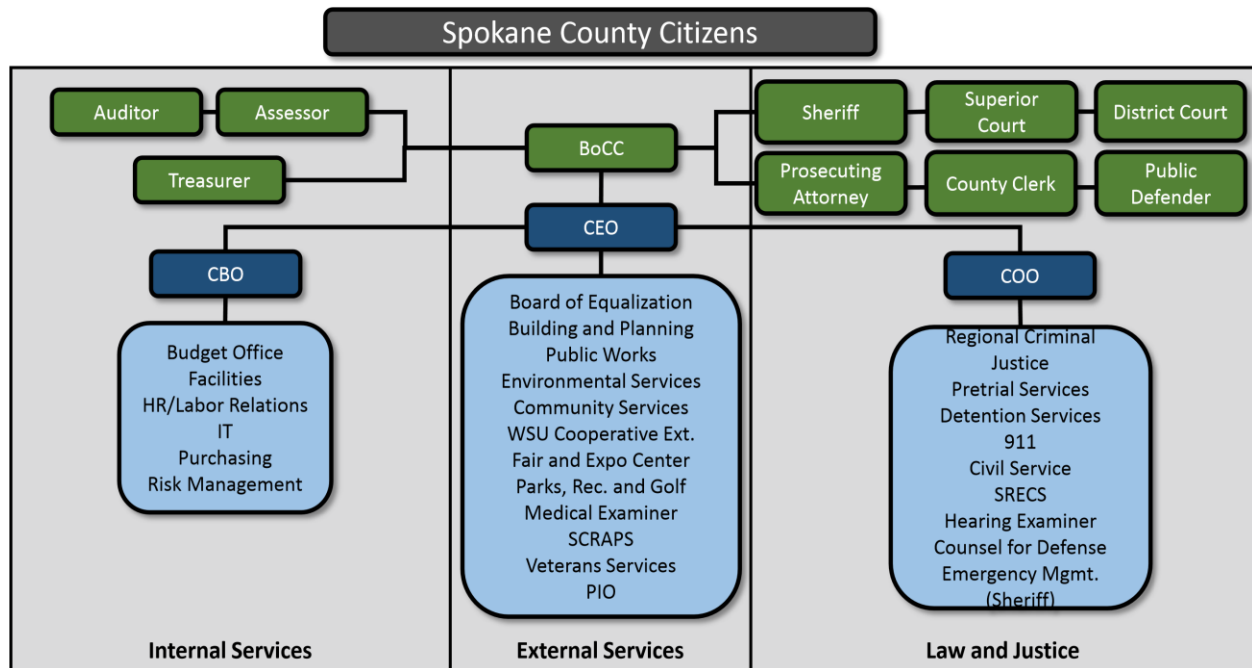 Spokane County Citizens
Auditor
Assessor
Treasurer
BoCC
Sheriff
Superior
Court
District Court
Prosecuting
Attorney
County Clerk
Public
Defender
CEO
CBO
COO
Budget Office
Facilities
HR/Labor Relations
IT
Purchasing
Risk Management
Board of Equalization
Building and Planning
Public Works
Environmental Services
Community Services
WSU Cooperative Ext.
Fair and Expo Center
Parks, Rec. and Golf
Medical Examiner
SCRAPS
Veterans Services
PIO
Regional Criminal
Justice
Pretrial Services
Detention Services
911
Civil Service
SRECS
Hearing Examiner
Counsel for Defense
Emergency Mgmt.
(Sheriff)
Internal Services
External Services
Law and Justice